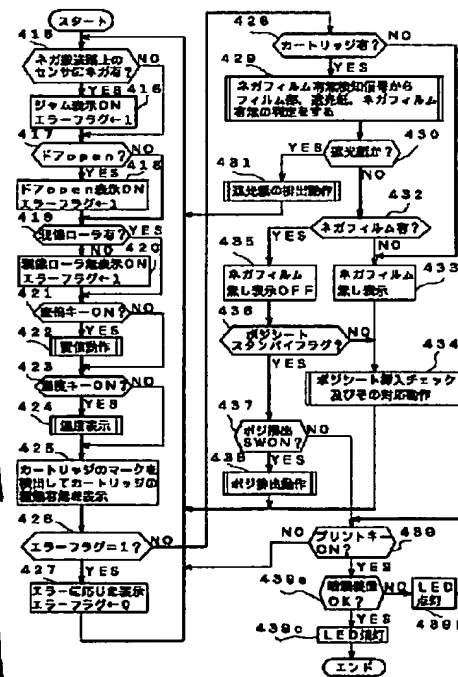 スタート
415
ネガ搬送路上の
センサにネガ有?
NO
YES
ジャム表示ON
エラーフラグ←1
416
417
ドアopen?
NO
YES
418
ドアopen表示ON
エラーフラグ←1
419
現像ローラ有?
YES
NO
420
現像ローラ無表示ON
エラーフラグ←1
421
キーON?
NO
YES
422
動作
423
温度キーON?
NO
YES
424
温度表示
425
カートリッジのマークを
検出してカートリッジの
種類有無を表示
426
エラーフラグ=1?
NO
YES
427
エラーに応じた表示
エラーフラグ←0
428
カートリッジ有?
NO
YES
429
ネガフィルム有無検知信号から
フィルム部、遮光紙、ネガフィルム
有無の判定をする
430
遮光紙か?
YES
NO
431
遮光紙の排出動作
432
ネガフィルム有?
YES
NO
435
ネガフィルム
無し表示OFF
433
ネガフィルム
無し表示
436
ポジシート
スタンバイフラグ?
NO
YES
434
ポジシート挿入チェック
及びその対応動作
437
ポジ排出
SWON?
NO
YES
438
ポジ排出動作
439
プリントキー
ON?
NO
YES
439a
OK?
NO
LED
点灯
439b
YES
439c
LED消灯
エンド